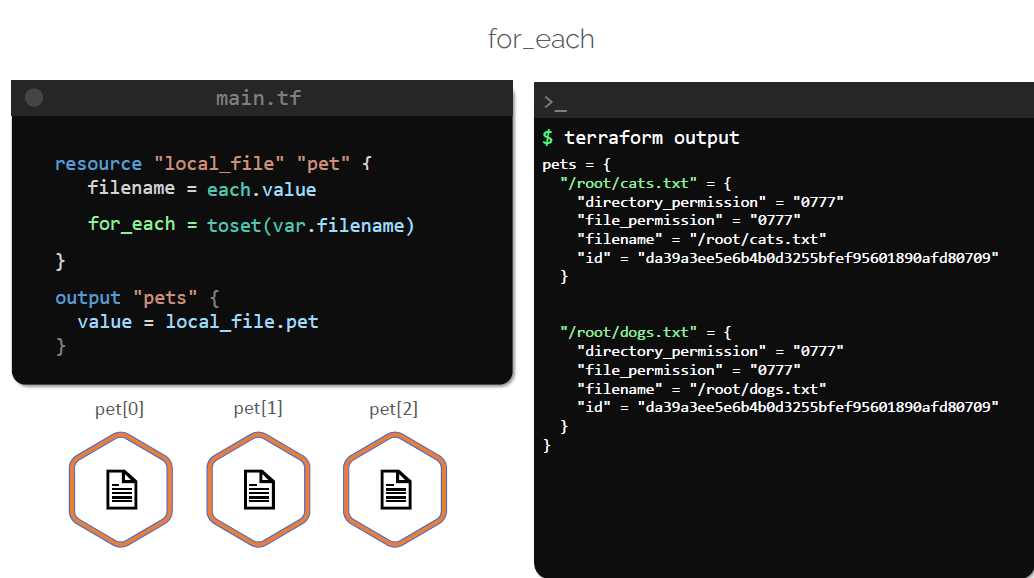 for_each
main.tf
resource "local_file" "pet" {
filename = each.value
for_each = toset(var.filename)
}
output "pets" {
value = local_file.pet
}
pet[0]
pet[1]
pet[2]
>_
$ terraform output
pets = {
"/root/cats.txt" = {
"directory_permission" = "0777"
"file_permission" = "0777"
"filename" = "/root/cats.txt"
"id" = "da39a3ee5e6b4b0d3255bfef95601890afd80709"
}
"/root/dogs.txt" = {
"directory_permission" = "0777"
"file_permission" = "0777"
"filename" = "/root/dogs.txt"
"id" = "da39a3ee5e6b4b0d3255bfef95601890afd80709"
}
}